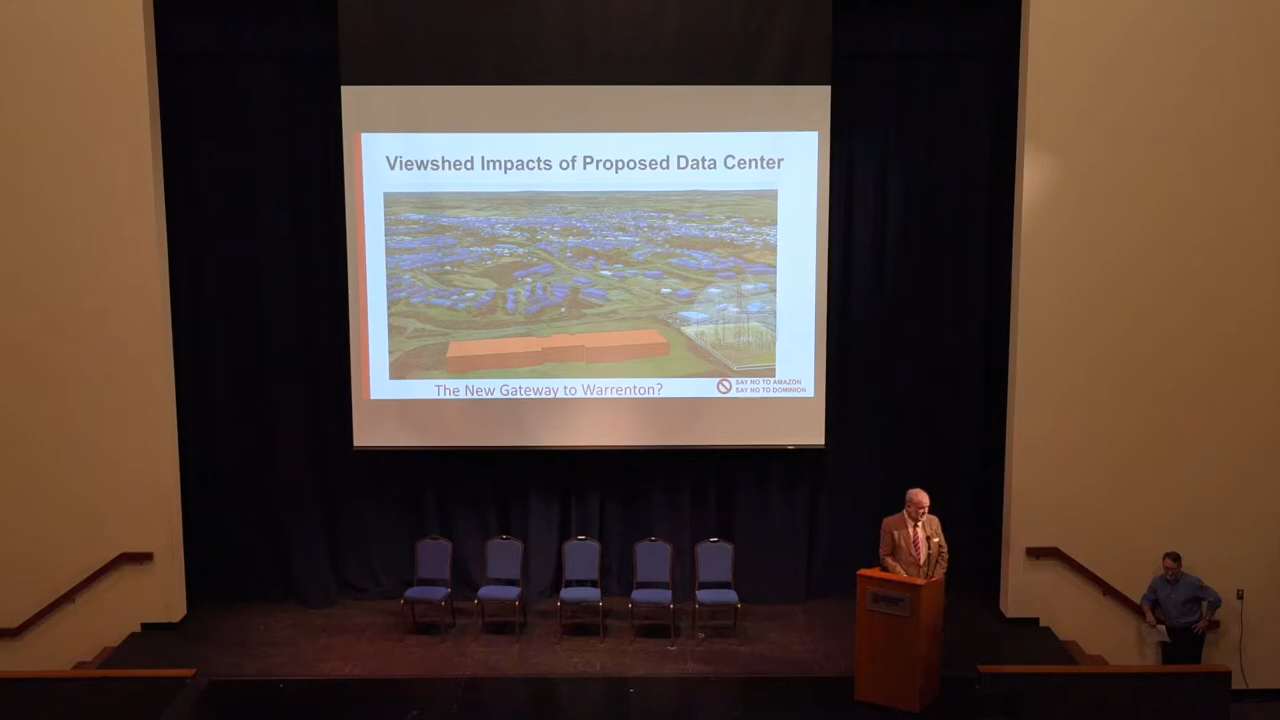 Viewshed Impacts of Proposed Data Center
The New Gateway to Warrenton?
SAY NO TO AMAZON
SAY NO TO DOMINION